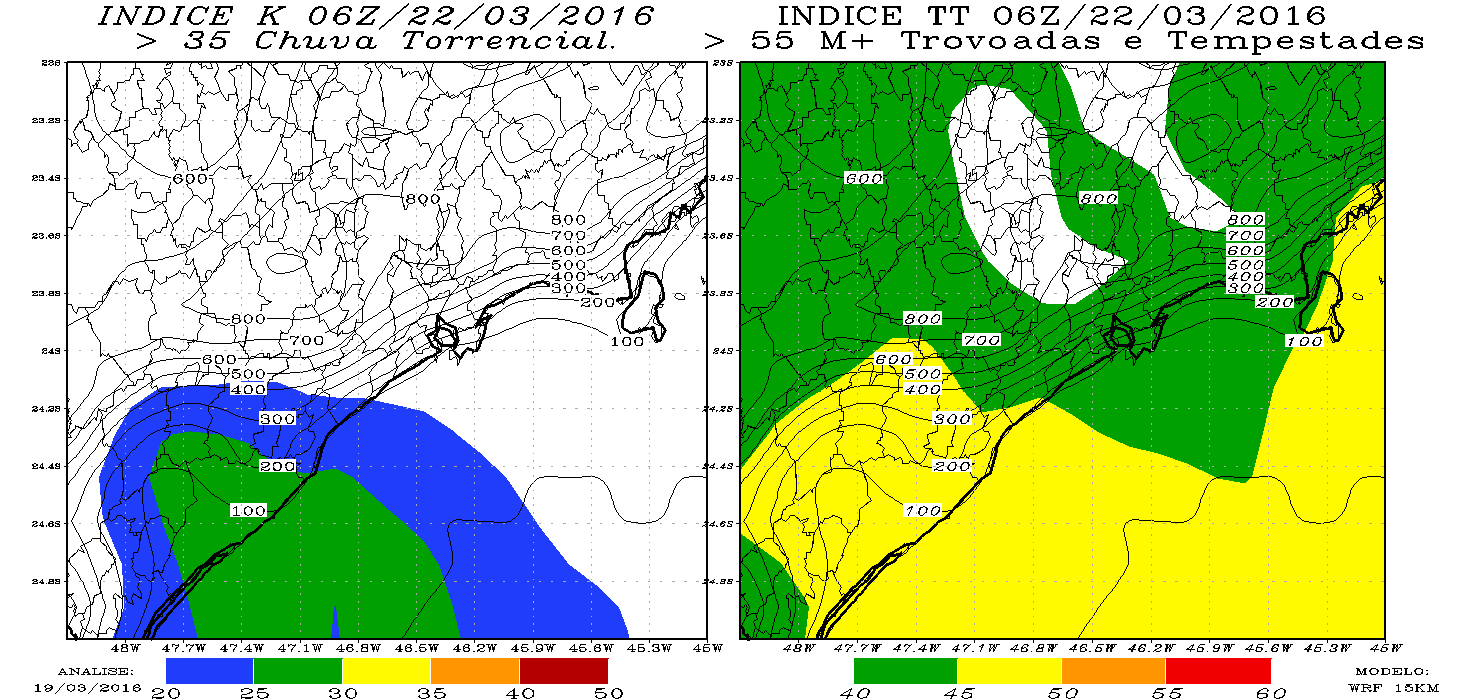 INDICE K 06Z/22/03/2016
> 35 Chuva Torrencial.
23S
23.2S
23.4S
23.6S
23.8S
24S
24.2S
24.4S
24.6S
24.8S
600
800
800
700
600
500
400
300
200
100
800
700
600
500
400
300
200
100
48W 47.7W 47.4W 47.1W 46.8W 46.5W 46.2W 45.9W 45.6W 45.3W 45W
ANALISE:
19/03/2016
20 25 30 35 40 50
INDICE TT 06Z/22/03/2016
> 55 M+ Trovoadas e Tempestades
23S
23.2S
23.4S
23.6S
23.8S
24S
24.2S
24.4S
24.6S
24.8S
600
800
800
700
600
500
400
300
200
100
800
700
600
500
400
300
200
100
48W 47.7W 47.4W 47.1W 46.8W 46.5W 46.2W 45.9W 45.6W 45.3W 45W
40 45 50 55 60
MODELO:
WRF 15KM